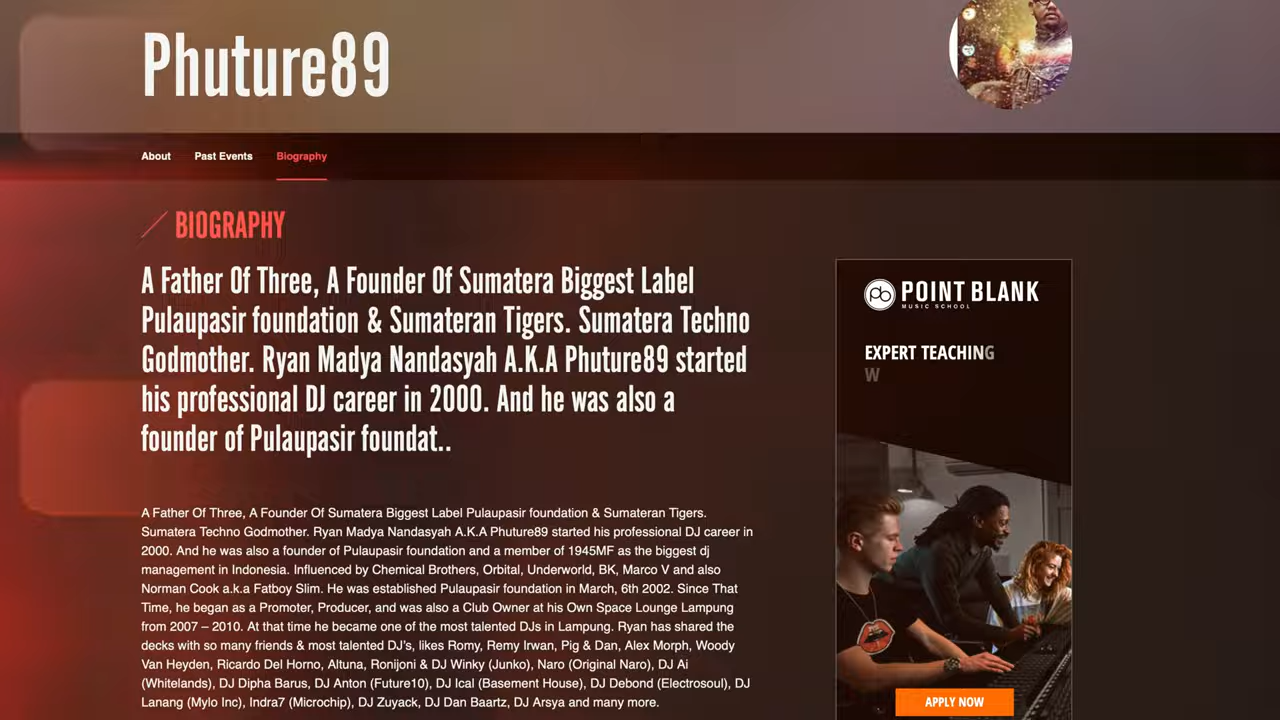 Phuture89
About
Past Events
Biography
BIOGRAPHY
A Father Of Three, A Founder Of Sumatera Biggest Label
Pulaupasir foundation & Sumateran Tigers. Sumatera Techno
Godmother. Ryan Madya Nandasyah A.K.A Phuture89 started
his professional DJ career in 2000. And he was also a
founder of Pulaupasir foundat..
A Father Of Three, A Founder Of Sumatera Biggest Label Pulaupasir foundation & Sumateran Tigers.
Sumatera Techno Godmother. Ryan Madya Nandasyah A.K.A Phuture89 started his professional DJ career in
2000. And he was also a founder of Pulaupasir foundation and a member of 1945MF as the biggest dj
management in Indonesia. Influenced by Chemical Brothers, Orbital, Underworld, BK, Marco V and also
Norman Cook a.k.a Fatboy Slim. He was established Pulaupasir foundation in March, 6th 2002. Since That
Time, he began as a Promoter, Producer, and was also a Club Owner at his Own Space Lounge Lampung
from 2007 – 2010. At that time he became one of the most talented DJs in Lampung. Ryan has shared the
decks with so many friends & most talented DJ's, likes Romy, Remy Irwan, Pig & Dan, Alex Morph, Woody
Van Heyden, Ricardo Del Horno, Altuna, Ronijoni & DJ Winky (Junko), Naro (Original Naro), DJ Ai
(Whitelands), DJ Dipha Barus, DJ Anton (Future10), DJ Ical (Basement House), DJ Debond (Electrosoul), DJ
Lanang (Mylo Inc), Indra7 (Microchip), DJ Zuyack, DJ Dan Baartz, DJ Arsya and many more.
pb POINT BLANK
MUSIC SCHOOL
EXPERT TEACHING
W
APPLY NOW